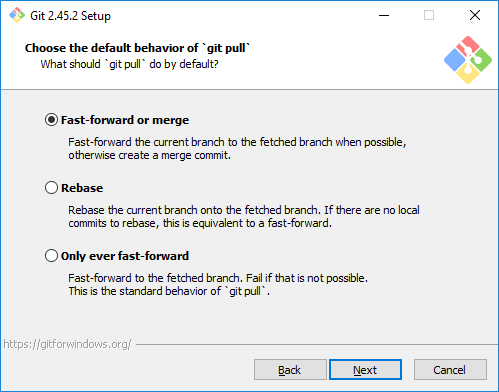 Git 2.45.2 Setup
Choose the default behavior of `git pull`
What should `git pull` do by default?
Fast-forward or merge
Fast-forward the current branch to the fetched branch when possible,
otherwise create a merge commit.
Rebase
Rebase the current branch onto the fetched branch. If there are no local
commits to rebase, this is equivalent to a fast-forward.
Only ever fast-forward
Fast-forward to the fetched branch. Fail if that is not possible.
This is the standard behavior of `git pull`.
https://gitforwindows.org/
Back Next Cancel